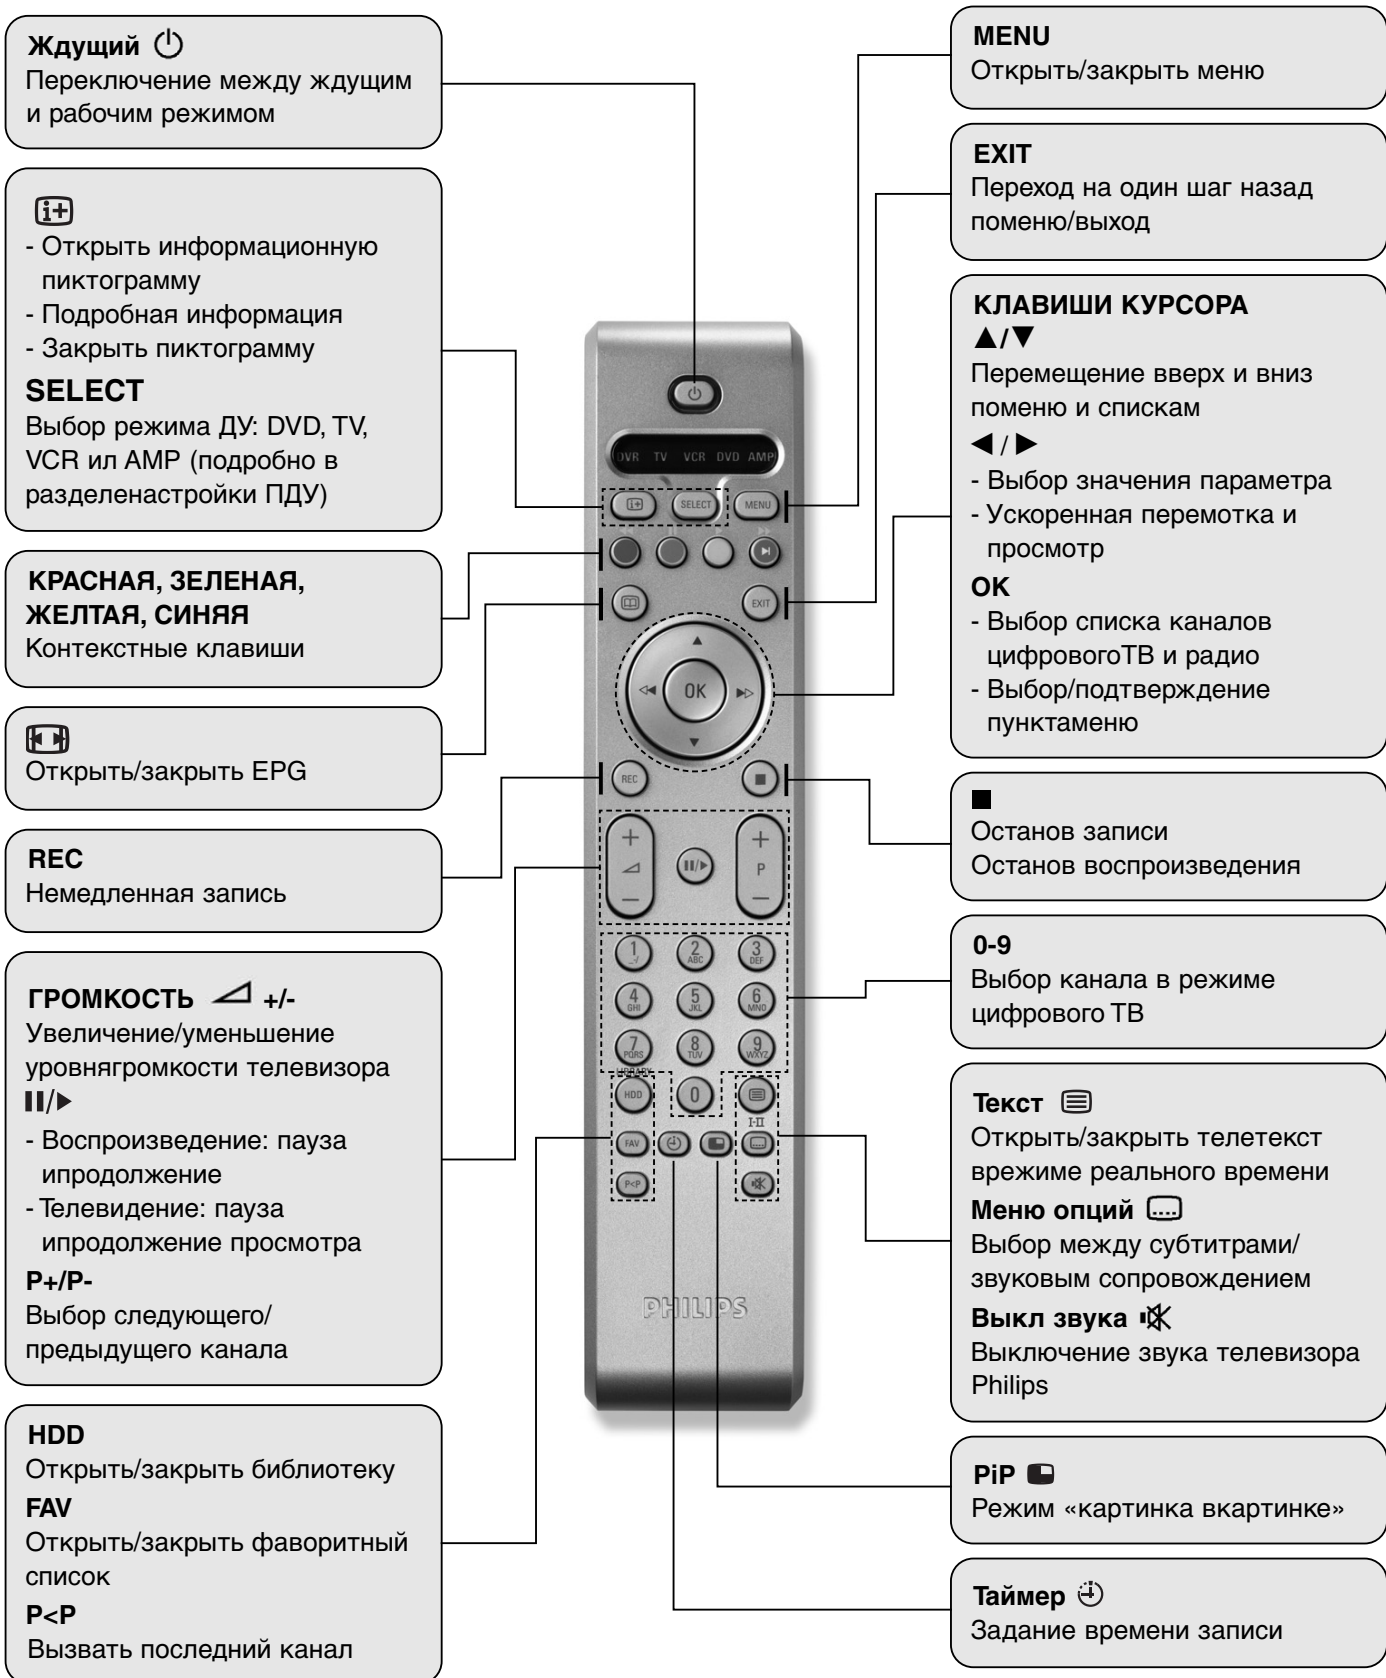 Ждущий
Переключение между ждущим
и рабочим режимом
i+
- Открыть информационную
пиктограмму
- Подробная информация
- Закрыть пиктограмму
SELECT
Выбор режима ДУ: DVD, TV,
VCR ил AMP (подробно в
разделенастройки ПДУ)
КРАСНАЯ, ЗЕЛЕНАЯ,
ЖЕЛТАЯ, СИНЯЯ
Контекстные клавиши
Открыть/закрыть EPG
REC
Немедленная запись
ГРОМКОСТЬ +/-
Увеличение/уменьшение
уровнягромкости телевизора
- Воспроизведение: пауза
ипродолжение
- Телевидение: пауза
ипродолжение просмотра
P+/P-
Выбор следующего/
предыдущего канала
HDD
Открыть/закрыть библиотеку
FAV
Открыть/закрыть фаворитный
список
P<P
Вызвать последний канал
DVR TV VCR DVD AMP
i+ SELECT MENU
EXIT
OK
REC
+ +
P
− −
1 2 3
_-/ ABC DEF
4 5 6
GHI JKL MNO
7 8 9
PQRS TUV WXYZ
LIBRARY
HDD 0
I-II
FAV
P<P
PHILIPS
MENU
Открыть/закрыть меню
EXIT
Переход на один шаг назад
поменю/выход
КЛАВИШИ КУРСОРА
▲/▼
Перемещение вверх и вниз
поменю и спискам
◀ / ▶
- Выбор значения параметра
- Ускоренная перемотка и
просмотр
OK
- Выбор списка каналов
цифровогоТВ и радио
- Выбор/подтверждение
пунктаменю
■
Останов записи
Останов воспроизведения
0-9
Выбор канала в режиме
цифрового ТВ
Текст
Открыть/закрыть телетекст
врежиме реального времени
Меню опций
Выбор между субтитрами/
звуковым сопровождением
Выкл звука
Выключение звука телевизора
Philips
PiP
Режим «картинка вкартинке»
Таймер
Задание времени записи